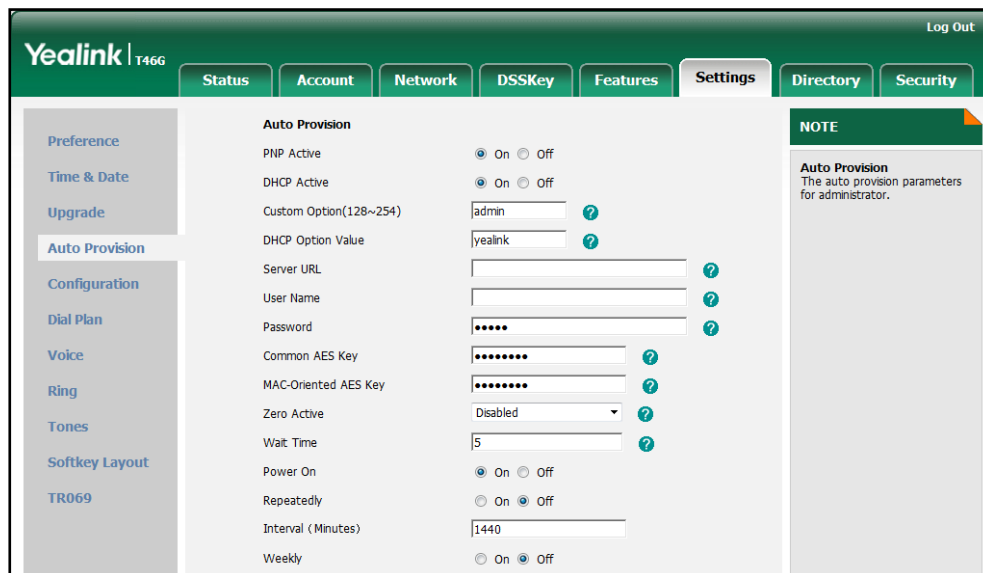 Log Out
Yealink | T46G
Status Account Network DSSKey Features Settings Directory Security
Preference
Time & Date
Upgrade
Auto Provision
Configuration
Dial Plan
Voice
Ring
Tones
Softkey Layout
TR069
Auto Provision
PNP Active On Off
DHCP Active On Off
Custom Option(128~254) admin ?
DHCP Option Value yealink ?
Server URL ?
User Name ?
Password ••••• ?
Common AES Key •••••••• ?
MAC-Oriented AES Key •••••••• ?
Zero Active Disabled ?
Wait Time 5 ?
Power On On Off
Repeatedly On Off
Interval (Minutes) 1440
Weekly On Off
NOTE
Auto Provision
The auto provision parameters
for administrator.